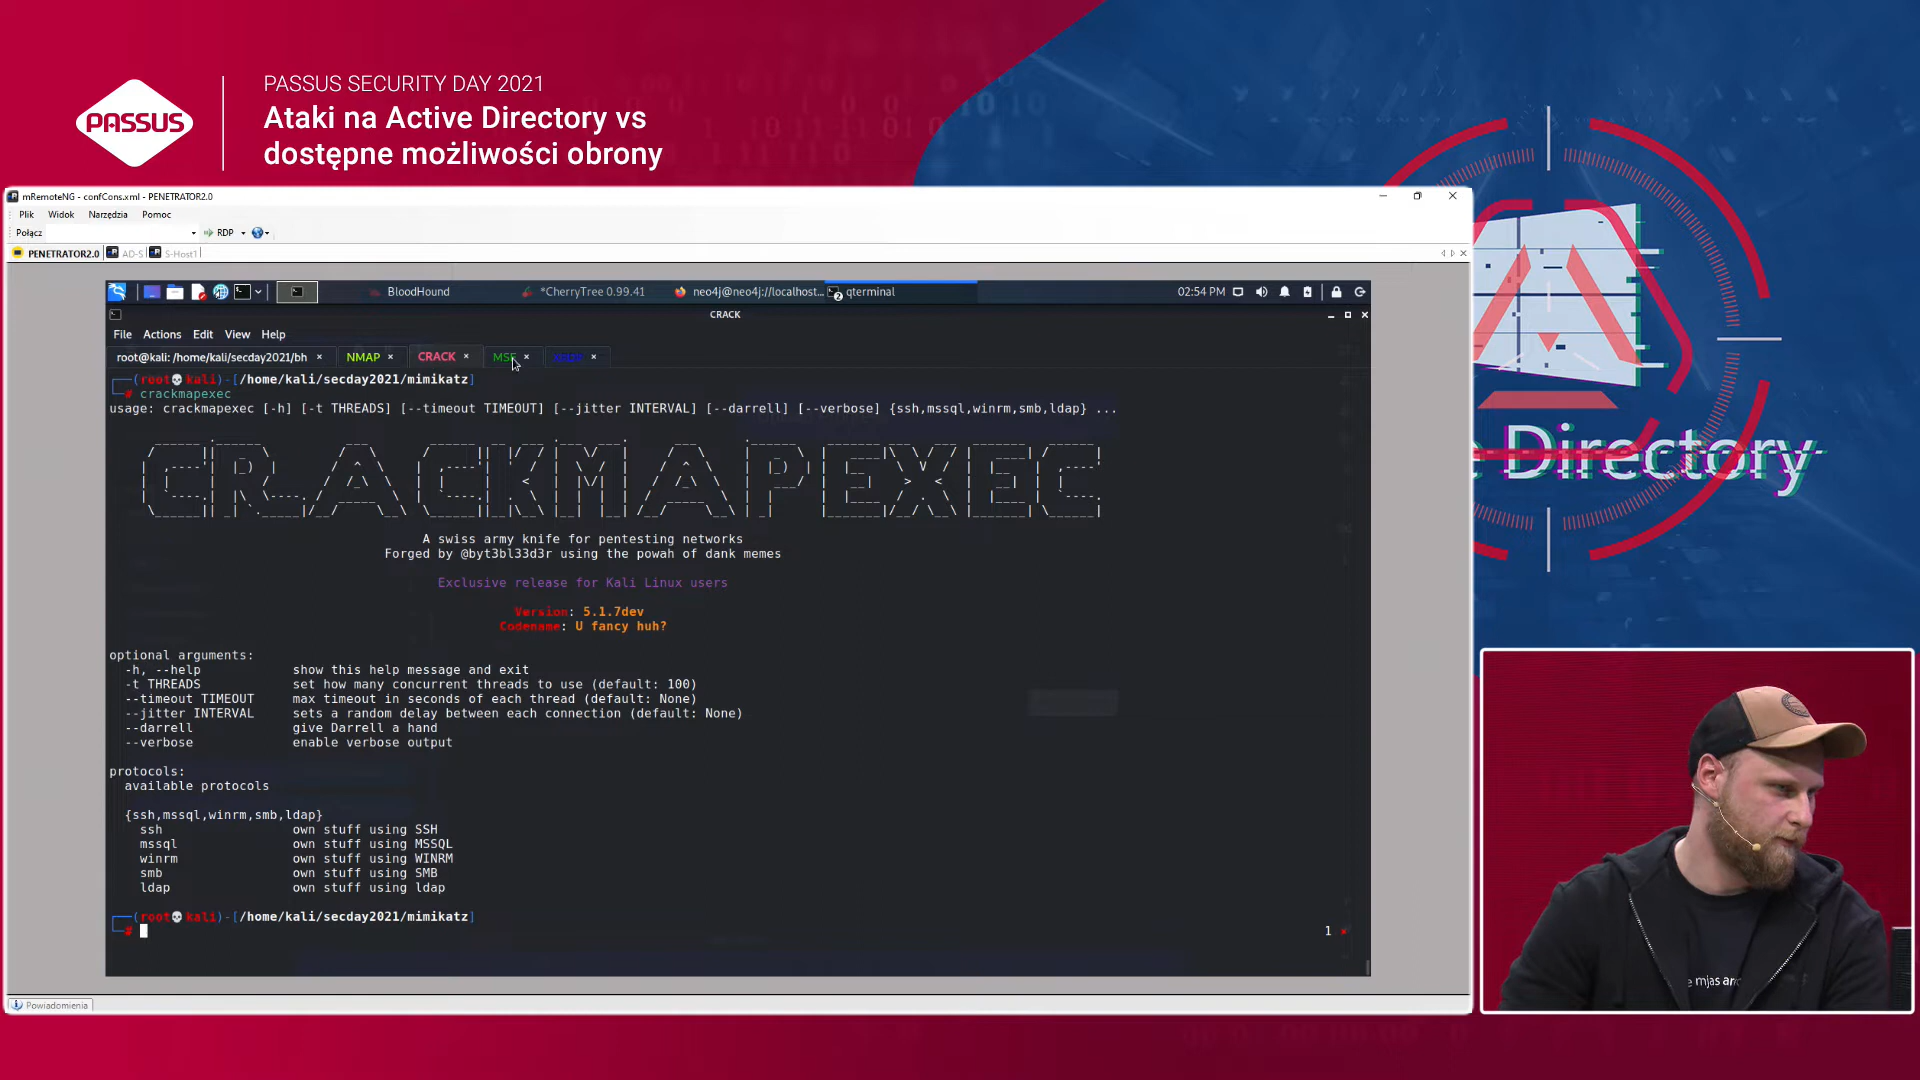 PASSUS
PASSUS SECURITY DAY 2021
Ataki na Active Directory vs
dostępne możliwości obrony
mRemoteNG - confCons.xml - PENETRATOR2.0
Plik Widok Narzędzia Pomoc
Połącz RDP
PENETRATOR2.0 AD-S S-Host1
BloodHound *CherryTree 0.99.41 neo4j@neo4j://localhost... qterminal 02:54 PM
CRACK
File Actions Edit View Help
root@kali: /home/kali/secday2021/bh × NMAP × CRACK × MSF × ×
(root💀kali)-[/home/kali/secday2021/mimikatz]
# crackmapexec
usage: crackmapexec [-h] [-t THREADS] [--timeout TIMEOUT] [--jitter INTERVAL] [--darrell] [--verbose] {ssh,mssql,winrm,smb,ldap} ...
CRACKMAPEXEC
A swiss army knife for pentesting networks
Forged by @byt3bl33d3r using the powah of dank memes
Exclusive release for Kali Linux users
Version: 5.1.7dev
Codename: U fancy huh?
optional arguments:
-h, --help show this help message and exit
-t THREADS set how many concurrent threads to use (default: 100)
--timeout TIMEOUT max timeout in seconds of each thread (default: None)
--jitter INTERVAL sets a random delay between each connection (default: None)
--darrell give Darrell a hand
--verbose enable verbose output
protocols:
available protocols
{ssh,mssql,winrm,smb,ldap}
ssh own stuff using SSH
mssql own stuff using MSSQL
winrm own stuff using WINRM
smb own stuff using SMB
ldap own stuff using ldap
(root💀kali)-[/home/kali/secday2021/mimikatz]
#
1
Powiadomienia
e Directory